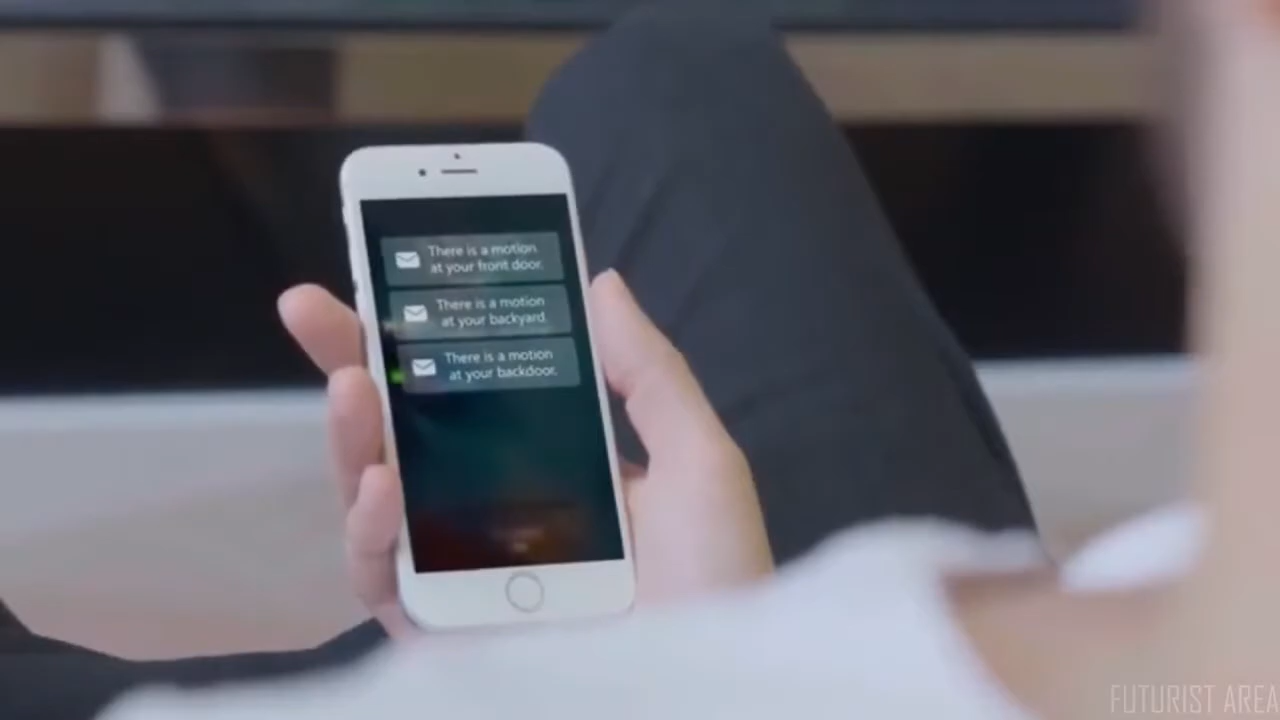 There is a motion
at your front door.
There is a motion
at your backyard.
There is a motion
at your backdoor.
FUTURIST AREA